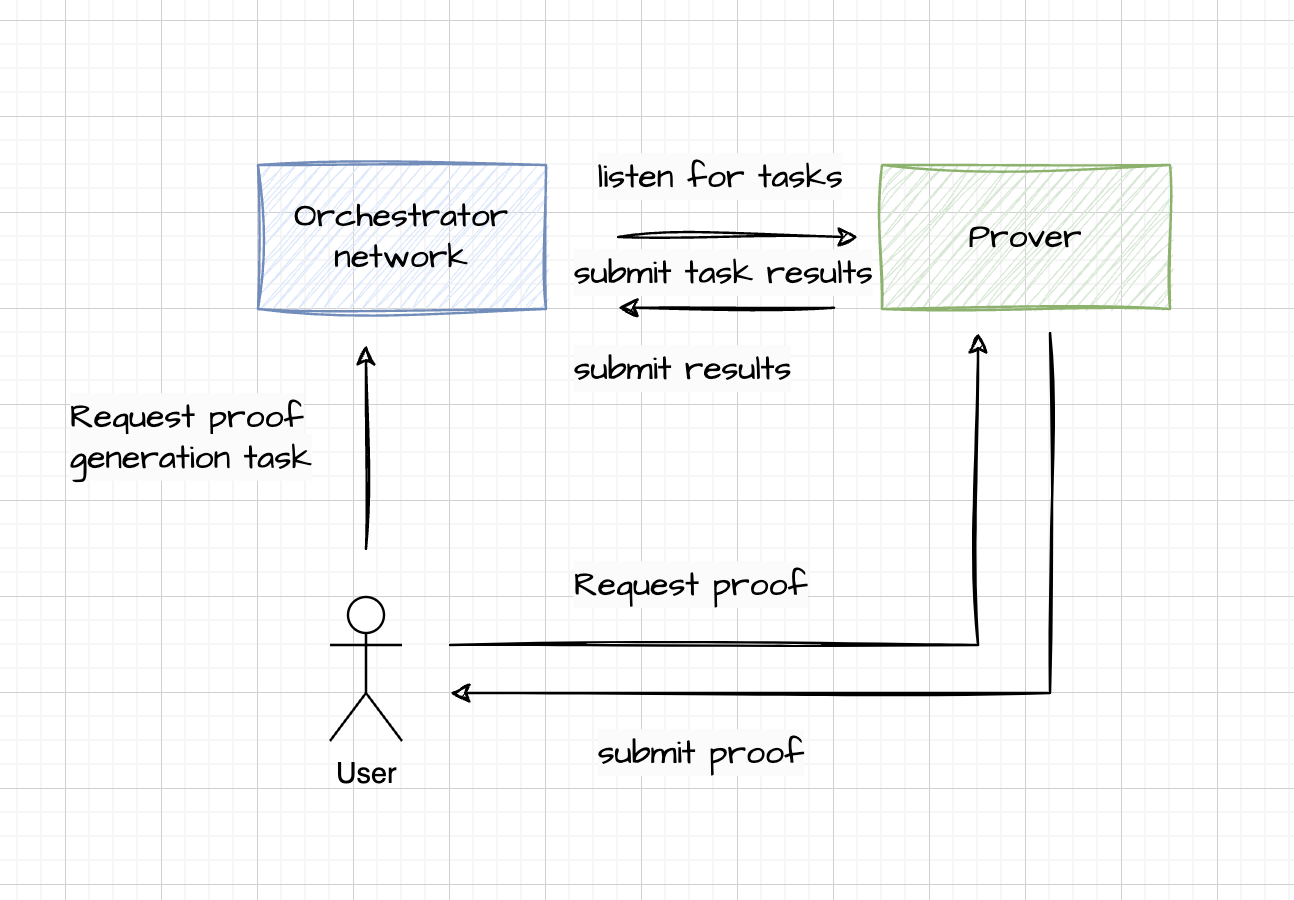 listen for tasks
Orchestrator
network
Prover
submit task results
submit results
Request proof
generation task
Request proof
submit proof
User